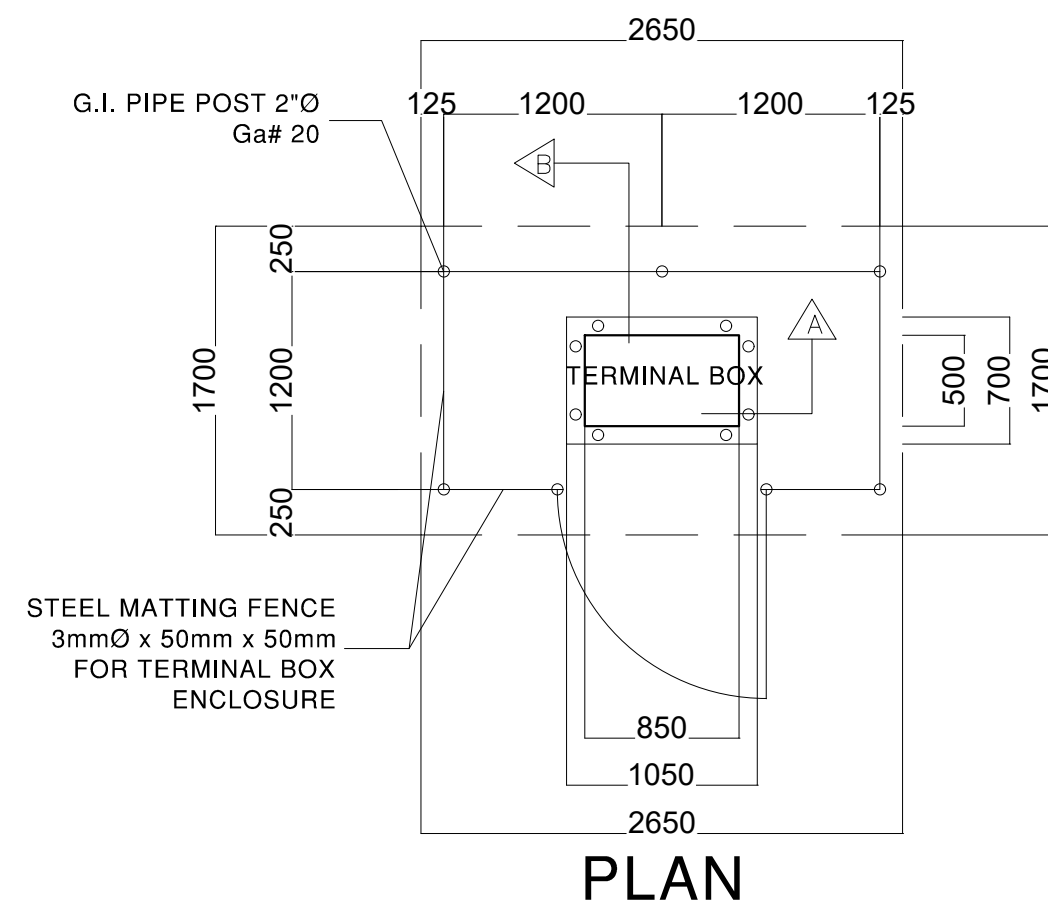 2650
G.I. PIPE POST 2"Ø
Ga# 20
125 1200 1200 125
B
250
1700
1200
250
A
TERMINAL BOX
500
700
1700
STEEL MATTING FENCE
3mmØ x 50mm x 50mm
FOR TERMINAL BOX
ENCLOSURE
850
1050
2650
PLAN